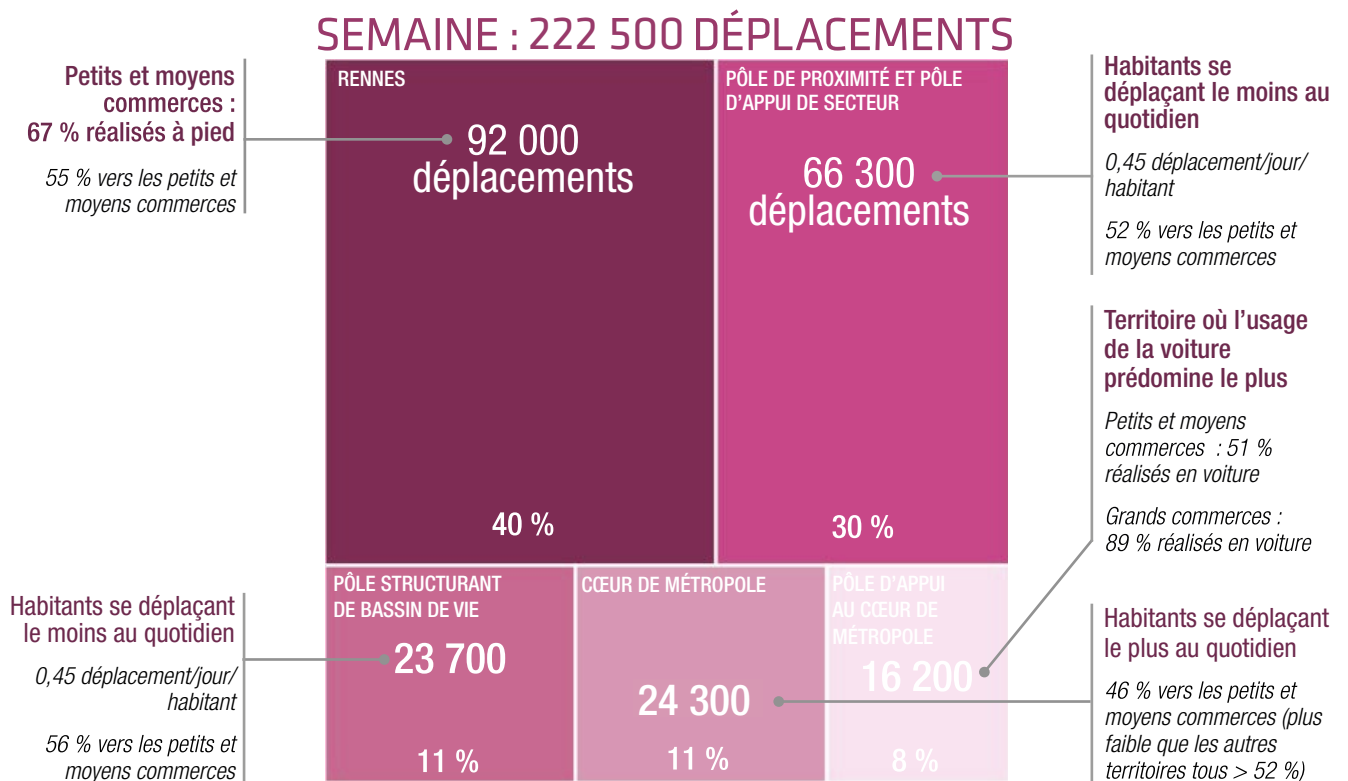 SEMAINE : 222 500 DÉPLACEMENTS
Petits et moyens
commerces :
67 % réalisés à pied
55 % vers les petits et
moyens commerces
RENNES
92 000
déplacements
40 %
PÔLE DE PROXIMITÉ ET PÔLE
D'APPUI DE SECTEUR
66 300
déplacements
30 %
Habitants se
déplaçant le moins au
quotidien
0,45 déplacement/jour/
habitant
52 % vers les petits et
moyens commerces
Territoire où l'usage
de la voiture
prédomine le plus
Petits et moyens
commerces : 51 %
réalisés en voiture
Grands commerces :
89 % réalisés en voiture
Habitants se déplaçant
le moins au quotidien
0,45 déplacement/jour/
habitant
56 % vers les petits et
moyens commerces
PÔLE STRUCTURANT
DE BASSIN DE VIE
23 700
11 %
CŒUR DE MÉTROPOLE
24 300
11 %
PÔLE D'APPUI
AU CŒUR DE
MÉTROPOLE
16 200
8 %
Habitants se déplaçant
le plus au quotidien
46 % vers les petits et
moyens commerces (plus
faible que les autres
territoires tous > 52 %)